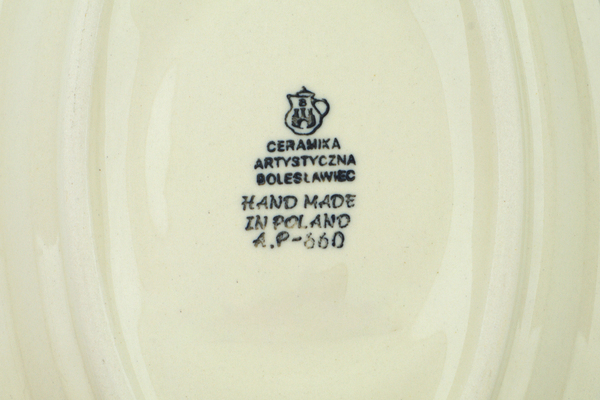 B
CERAMIKA
ARTYSTYCZNA
BOLESŁAWIEC
HAND MADE
IN POLAND
A.P-660